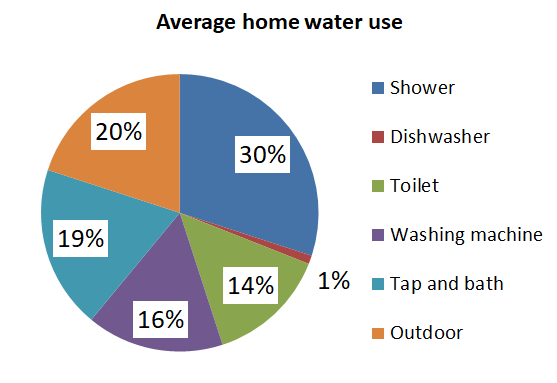 Average home water use
20%
30%
19%
16%
14%
1%
Shower
Dishwasher
Toilet
Washing machine
Tap and bath
Outdoor